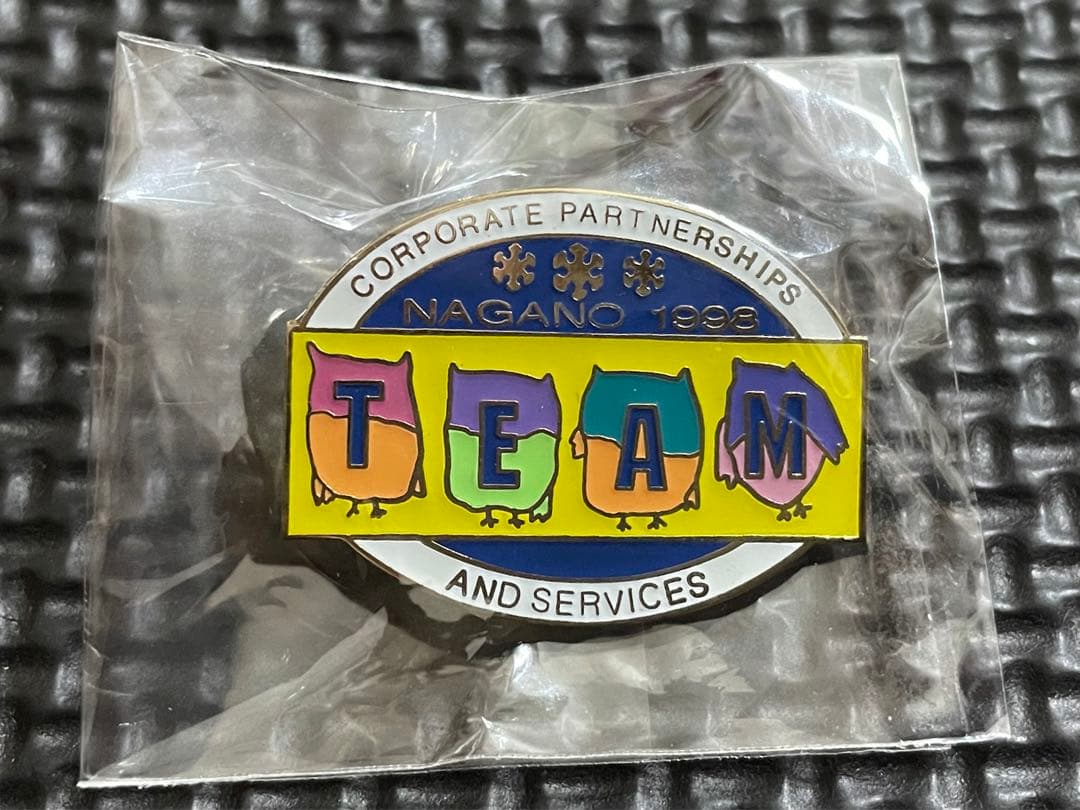 CORPORATE PARTNERSHIPS
NAGANO 1998
TEAM
AND SERVICES